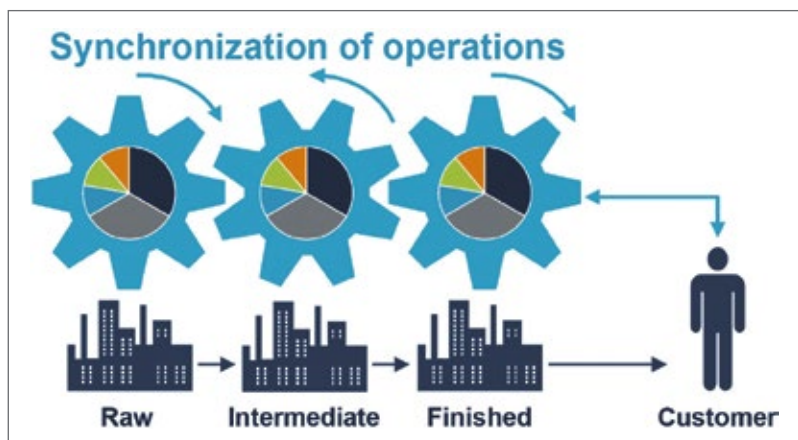 Synchronization of operations
Raw
Intermediate
Finished
Customer